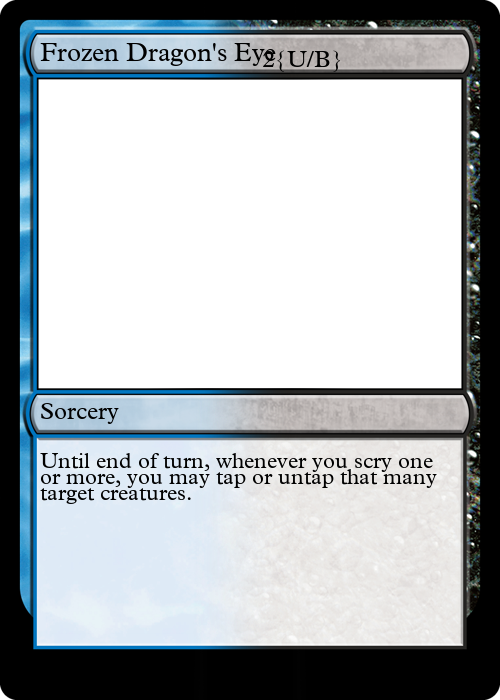 Frozen Dragon's Eye 2{U/B}
Sorcery
Until end of turn, whenever you scry one
or more, you may tap or untap that many
target creatures.